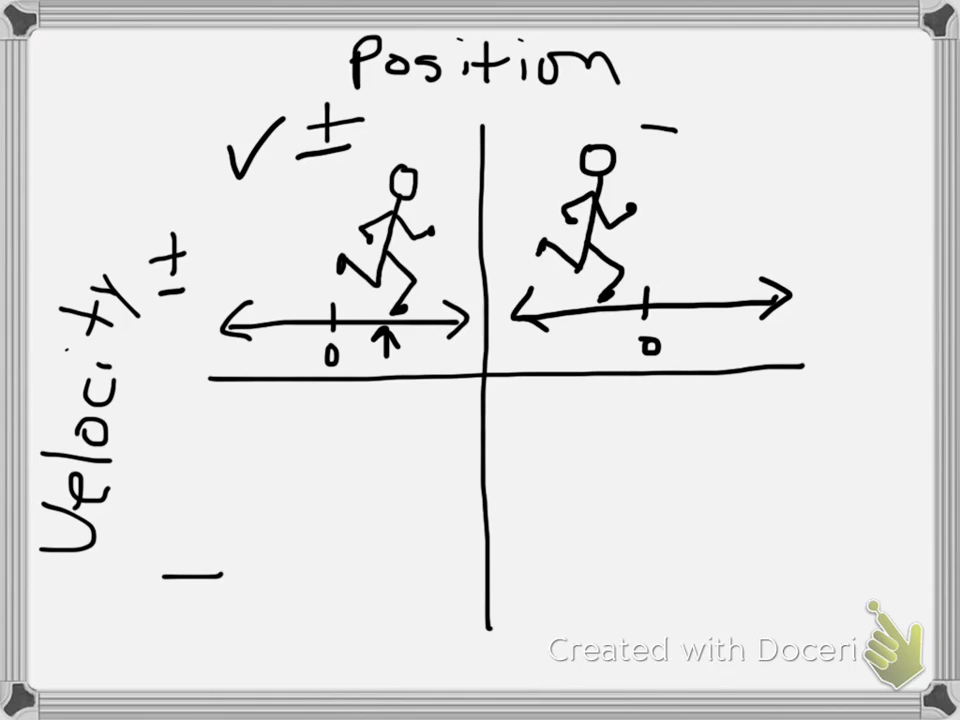 Position
✓ + −
+
0 0
Velocity
−
Created with Doceri